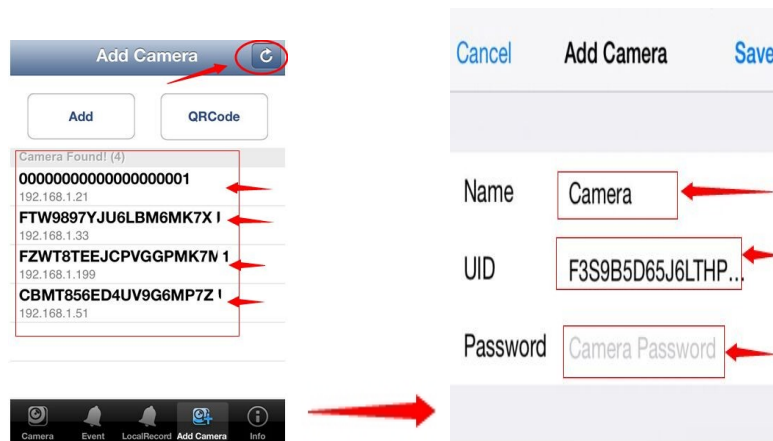 Add Camera
Add
QRCode
Camera Found! (4)
00000000000000000001
192.168.1.21
FTW9897YJU6LBM6MK7X
192.168.1.33
FZWT8TEEJCPVGGPMK7N 1
192.168.1.199
CBMT856ED4UV9G6MP7Z
192.168.1.51
Camera
Event
LocalRecord
Add Camera
Info
Cancel
Add Camera
Save
Name
Camera
UID
F3S9B5D65J6LTHP...
Password
Camera Password